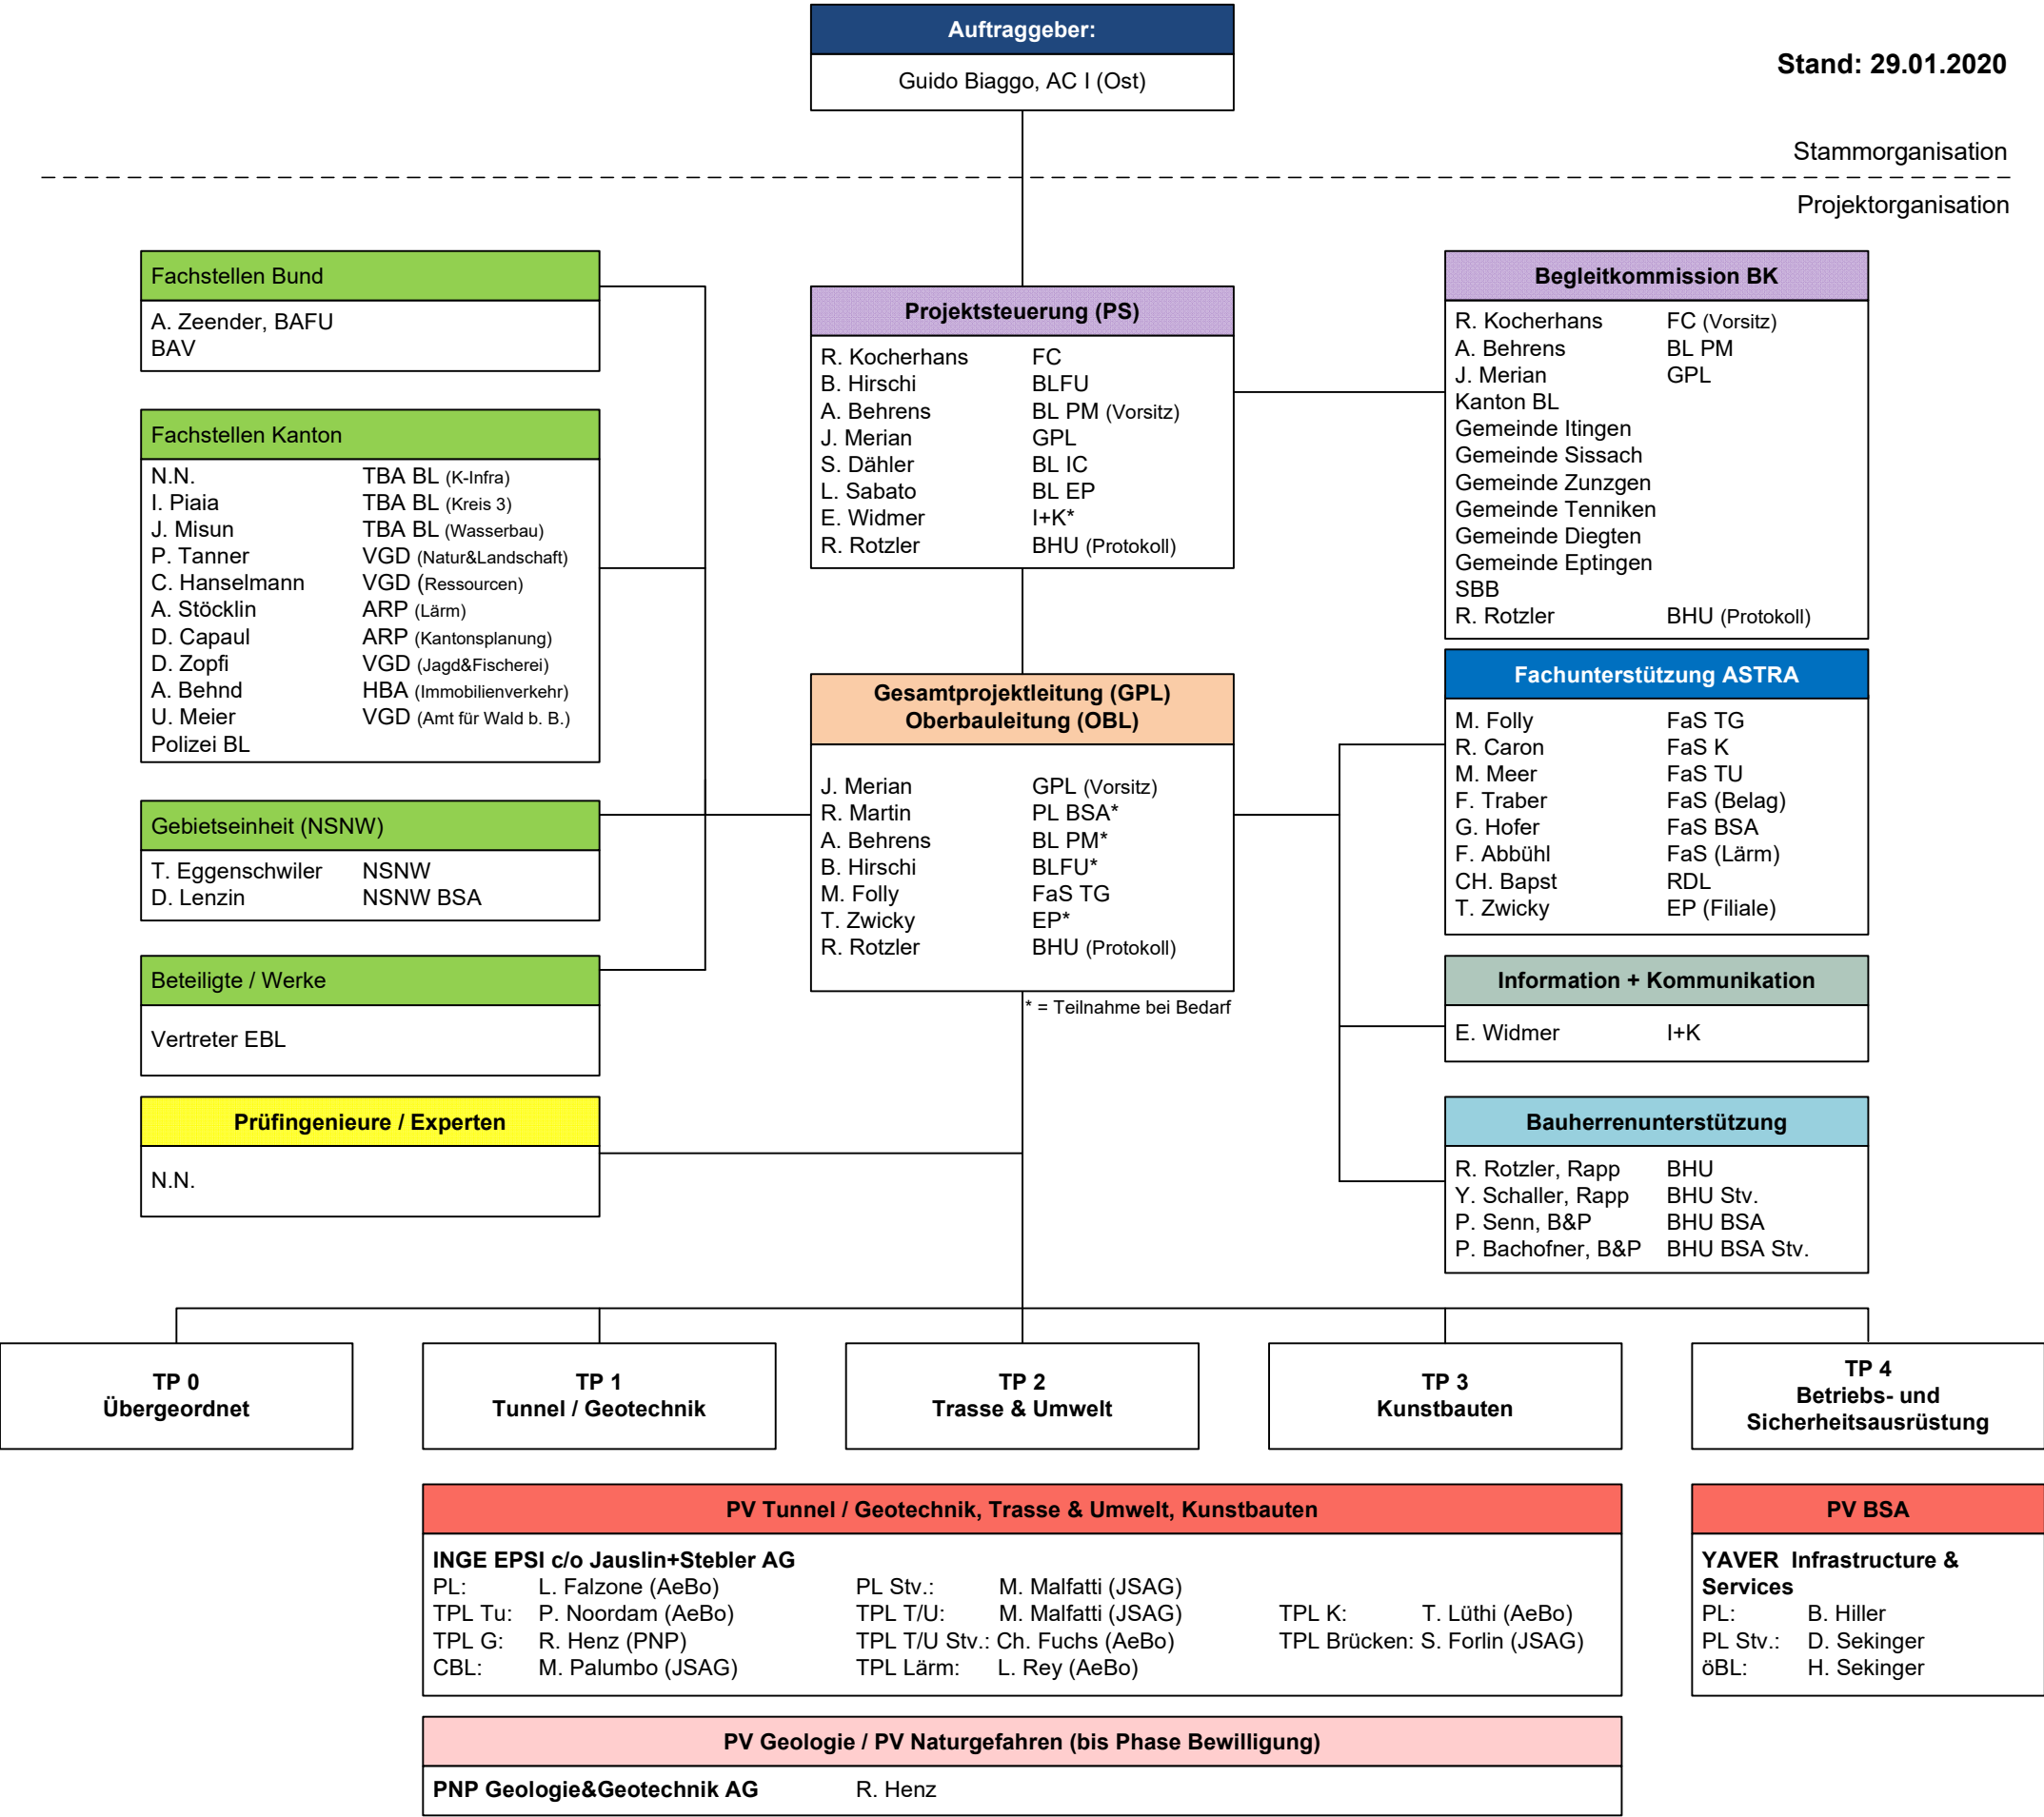 Auftraggeber:
Guido Biaggo, AC I (Ost)
Stand: 29.01.2020
Stammorganisation
Projektorganisation
Fachstellen Bund
A. Zeender, BAFU
BAV
Fachstellen Kanton
N.N. TBA BL (K-Infra)
I. Piaia TBA BL (Kreis 3)
J. Misun TBA BL (Wasserbau)
P. Tanner VGD (Natur&Landschaft)
C. Hanselmann VGD (Ressourcen)
A. Stöcklin ARP (Lärm)
D. Capaul ARP (Kantonsplanung)
D. Zopfi VGD (Jagd&Fischerei)
A. Behnd HBA (Immobilienverkehr)
U. Meier VGD (Amt für Wald b. B.)
Polizei BL
Gebietseinheit (NSNW)
T. Eggenschwiler NSNW
D. Lenzin NSNW BSA
Beteiligte / Werke
Vertreter EBL
Prüfingenieure / Experten
N.N.
Projektsteuerung (PS)
R. Kocherhans FC
B. Hirschi BLFU
A. Behrens BL PM (Vorsitz)
J. Merian GPL
S. Dähler BL IC
L. Sabato BL EP
E. Widmer I+K*
R. Rotzler BHU (Protokoll)
Gesamtprojektleitung (GPL)
Oberbauleitung (OBL)
J. Merian GPL (Vorsitz)
R. Martin PL BSA*
A. Behrens BL PM*
B. Hirschi BLFU*
M. Folly FaS TG
T. Zwicky EP*
R. Rotzler BHU (Protokoll)
* = Teilnahme bei Bedarf
Begleitkommission BK
R. Kocherhans FC (Vorsitz)
A. Behrens BL PM
J. Merian GPL
Kanton BL
Gemeinde Itingen
Gemeinde Sissach
Gemeinde Zunzgen
Gemeinde Tenniken
Gemeinde Diegten
Gemeinde Eptingen
SBB
R. Rotzler BHU (Protokoll)
Fachunterstützung ASTRA
M. Folly FaS TG
R. Caron FaS K
M. Meer FaS TU
F. Traber FaS (Belag)
G. Hofer FaS BSA
F. Abbühl FaS (Lärm)
CH. Bapst RDL
T. Zwicky EP (Filiale)
Information + Kommunikation
E. Widmer I+K
Bauherrenunterstützung
R. Rotzler, Rapp BHU
Y. Schaller, Rapp BHU Stv.
P. Senn, B&P BHU BSA
P. Bachofner, B&P BHU BSA Stv.
TP 0
Übergeordnet
TP 1
Tunnel / Geotechnik
TP 2
Trasse & Umwelt
TP 3
Kunstbauten
TP 4
Betriebs- und
Sicherheitsausrüstung
PV Tunnel / Geotechnik, Trasse & Umwelt, Kunstbauten
INGE EPSI c/o Jauslin+Stebler AG
PL: L. Falzone (AeBo) PL Stv.: M. Malfatti (JSAG)
TPL Tu: P. Noordam (AeBo) TPL T/U: M. Malfatti (JSAG) TPL K: T. Lüthi (AeBo)
TPL G: R. Henz (PNP) TPL T/U Stv.: Ch. Fuchs (AeBo) TPL Brücken: S. Forlin (JSAG)
CBL: M. Palumbo (JSAG) TPL Lärm: L. Rey (AeBo)
PV BSA
YAVER Infrastructure &
Services
PL: B. Hiller
PL Stv.: D. Sekinger
öBL: H. Sekinger
PV Geologie / PV Naturgefahren (bis Phase Bewilligung)
PNP Geologie&Geotechnik AG R. Henz